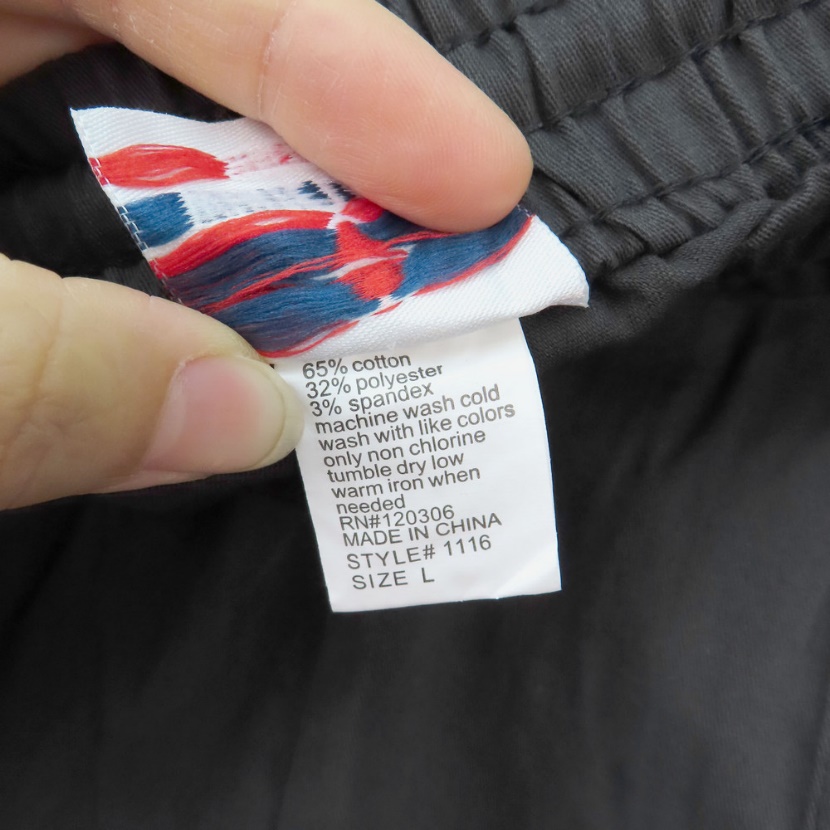 65% cotton
32% polyester
3% spandex
machine wash cold
wash with like colors
only non chlorine
tumble dry low
warm iron when
needed
RN#120306
MADE IN CHINA
STYLE# 1116
SIZE L